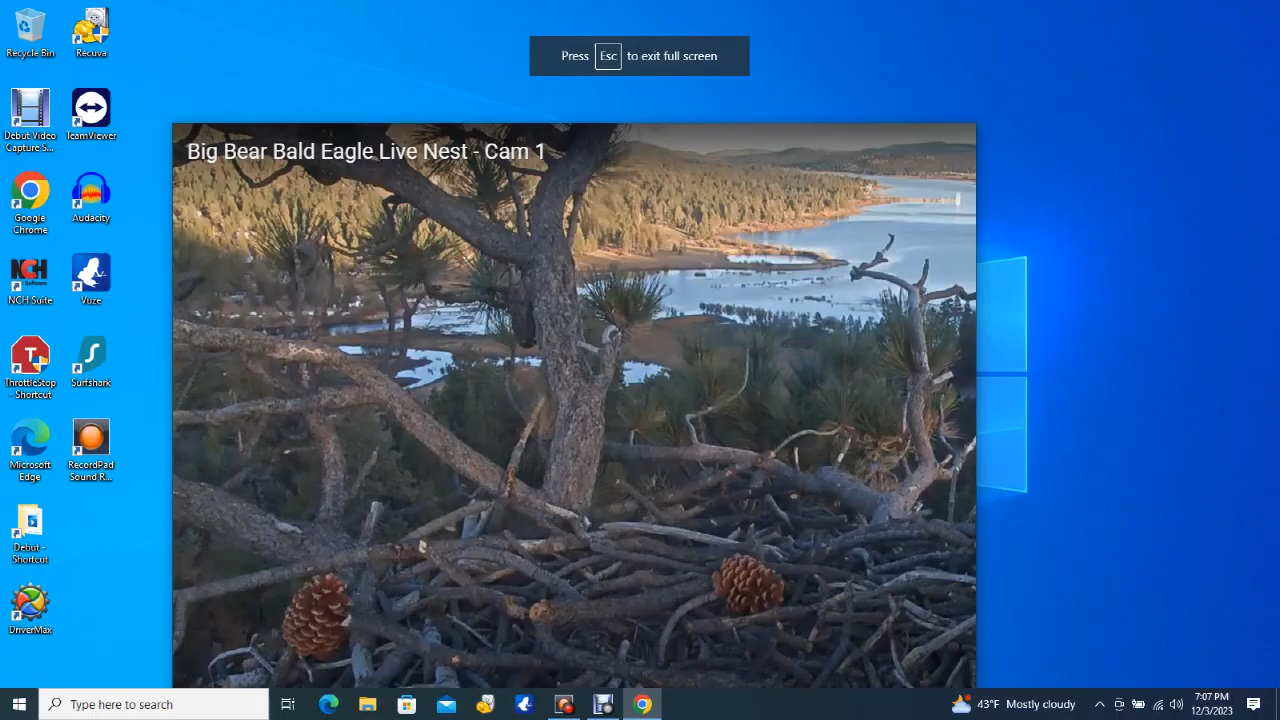 Recycle Bin
Recuva
Debut Video
Capture S...
TeamViewer
Google
Chrome
Audacity
NCH
Software
NCH Suite
Vuze
T
ThrottleStop
- Shortcut
Surfshark
Microsoft
Edge
RecordPad
Sound R...
Debut -
Shortcut
DriverMax
Press Esc to exit full screen
Big Bear Bald Eagle Live Nest - Cam 1
Type here to search
43°F Mostly cloudy
7:07 PM
12/3/2023